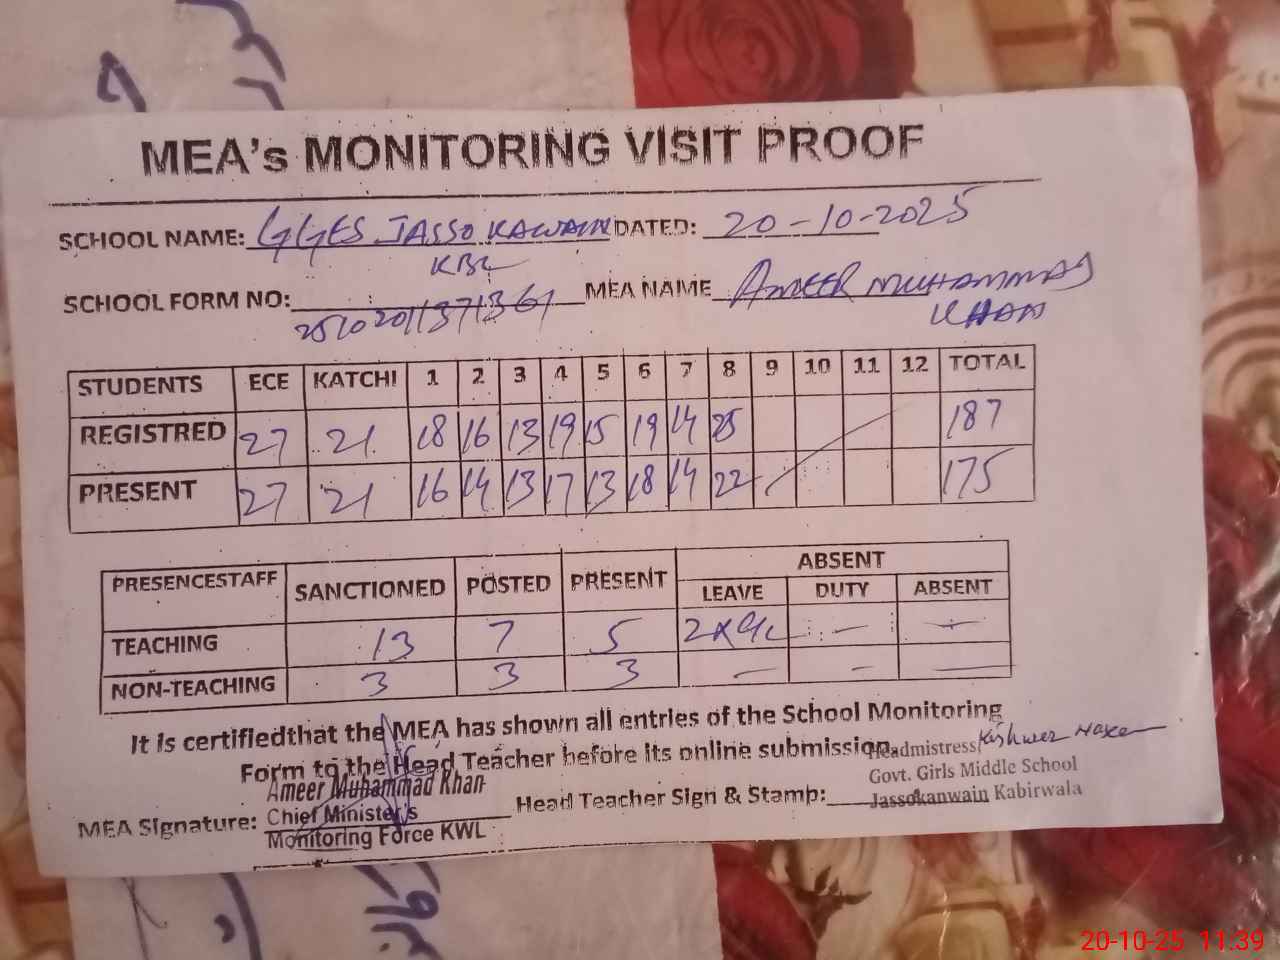 MEA's MONITORING VISIT PROOF
SCHOOL NAME: GGES JASSO KAWAIN DATED: 20-10-2025
KBL
SCHOOL FORM NO: MEA NAME AMEER MUHAMMAD
KHAN
STUDENTS ECE KATCHI 1 2 3 4 5 6 7 8 9 10 11 12 TOTAL
REGISTRED 27 21 18 16 13 19 15 19 14 25 187
PRESENT 27 21 16 14 13 17 13 18 14 22 175
PRESENCESTAFF SANCTIONED POSTED PRESENT ABSENT
LEAVE DUTY ABSENT
TEACHING 13 7 5 — —
NON-TEACHING 3 3 3 — — —
It is certifiedthat the MEA has shown all entries of the School Monitoring
Form to the Head Teacher before its online submission.
Headmistress
Ameer Muhammad Khan Govt. Girls Middle School
MEA Signature: Chief Minister's Head Teacher Sign & Stamp: Jassokanwain Kabirwala
Monitoring Force KWL
20-10-25 11:39